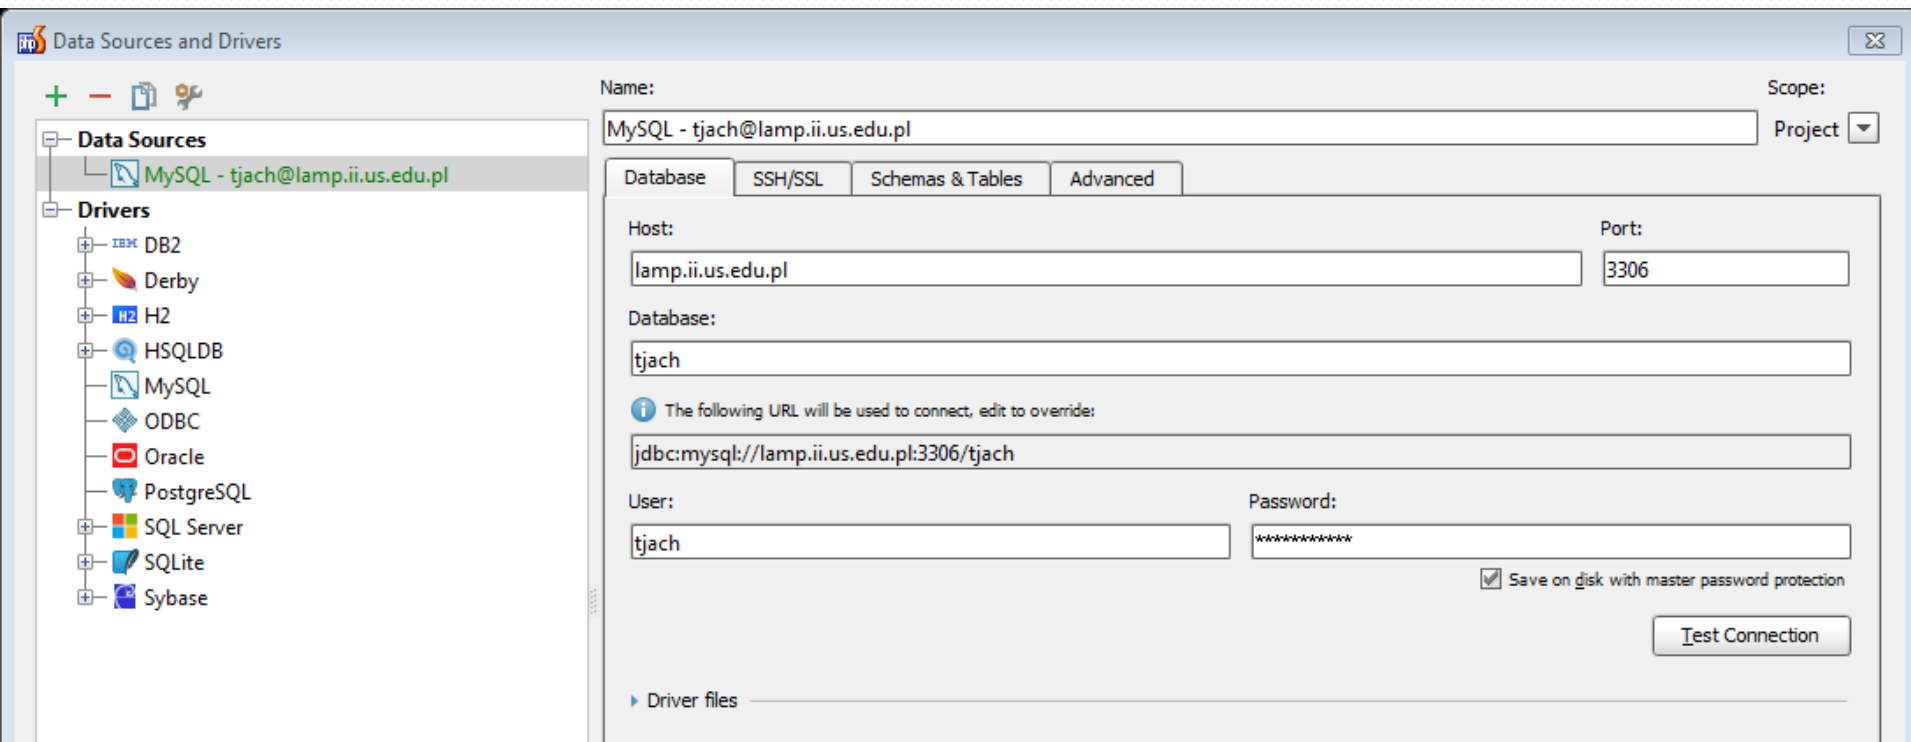 Data Sources and Drivers
Data Sources
MySQL - tjach@lamp.ii.us.edu.pl
Drivers
IBM DB2
Derby
H2 H2
HSQLDB
MySQL
ODBC
Oracle
PostgreSQL
SQL Server
SQLite
Sybase
Name:
Scope:
MySQL - tjach@lamp.ii.us.edu.pl
Project
Database SSH/SSL Schemas & Tables Advanced
Host:
Port:
lamp.ii.us.edu.pl
3306
Database:
tjach
The following URL will be used to connect, edit to override:
jdbc:mysql://lamp.ii.us.edu.pl:3306/tjach
User:
Password:
tjach
***********
Save on disk with master password protection
Test Connection
Driver files